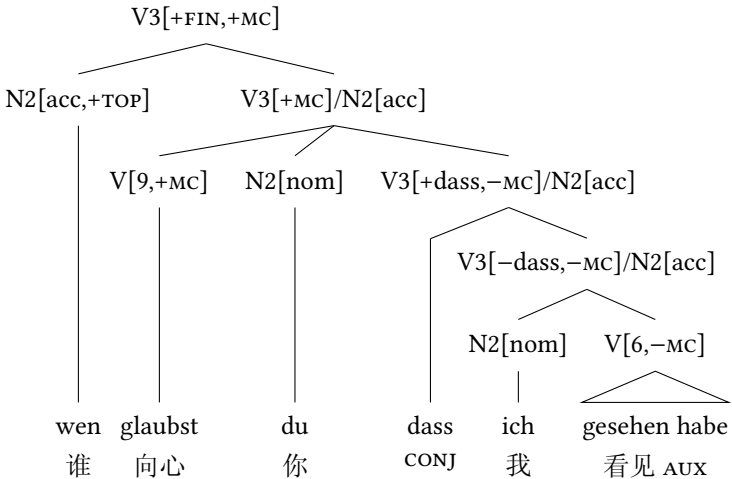 V3[+FIN,+MC]
N2[acc,+TOP] V3[+MC]/N2[acc]
V[9,+MC] N2[nom] V3[+dass,−MC]/N2[acc]
V3[−dass,−MC]/N2[acc]
N2[nom] V[6,−MC]
wen glaubst du dass ich gesehen habe
谁 向心 你 CONJ 我 看见 AUX